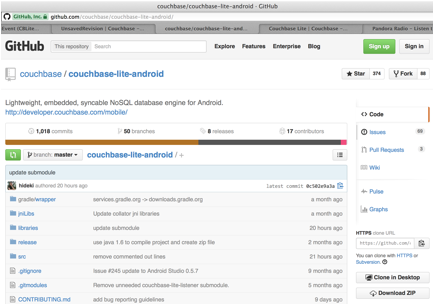 couchbase/couchbase-lite-android · GitHub
GitHub, Inc. github.com/couchbase/couchbase-lite-android/
Event (CBLite... UnsavedRevision | Couchbase – ... couchbase/couchbase-lite-andro... Couchbase Lite | Couchbase – ... Pandora Radio – Listen t
GitHub This repository Search Explore Features Enterprise Blog Sign up Sign in
couchbase / couchbase-lite-android Star 374 Fork 88
Lightweight, embedded, syncable NoSQL database engine for Android.
http://developer.couchbase.com/mobile/
1,018 commits 50 branches 8 releases 17 contributors
branch: master couchbase-lite-android / +
update submodule
hideki authored 20 hours ago latest commit 0c502e9a3a
gradle/wrapper services.gradle.org -> downloads.gradle.org a month ago
jniLibs Update collator jni libraries a month ago
libraries update submodule 20 hours ago
release use java 1.6 to compile project and create zip file 2 months ago
src remove commented out lines 21 days ago
.gitignore Issue #245 update to Android Studio 0.5.7 5 months ago
.gitmodules Remove unneeded couchbase-lite-listener submodule. 5 months ago
CONTRIBUTING.md add bug reporting guidelines 9 days ago
Code
Issues 69
Pull Requests 3
Wiki
Pulse
Graphs
HTTPS clone URL
https://github.com/
You can clone with HTTPS or
Subversion.
Clone in Desktop
Download ZIP